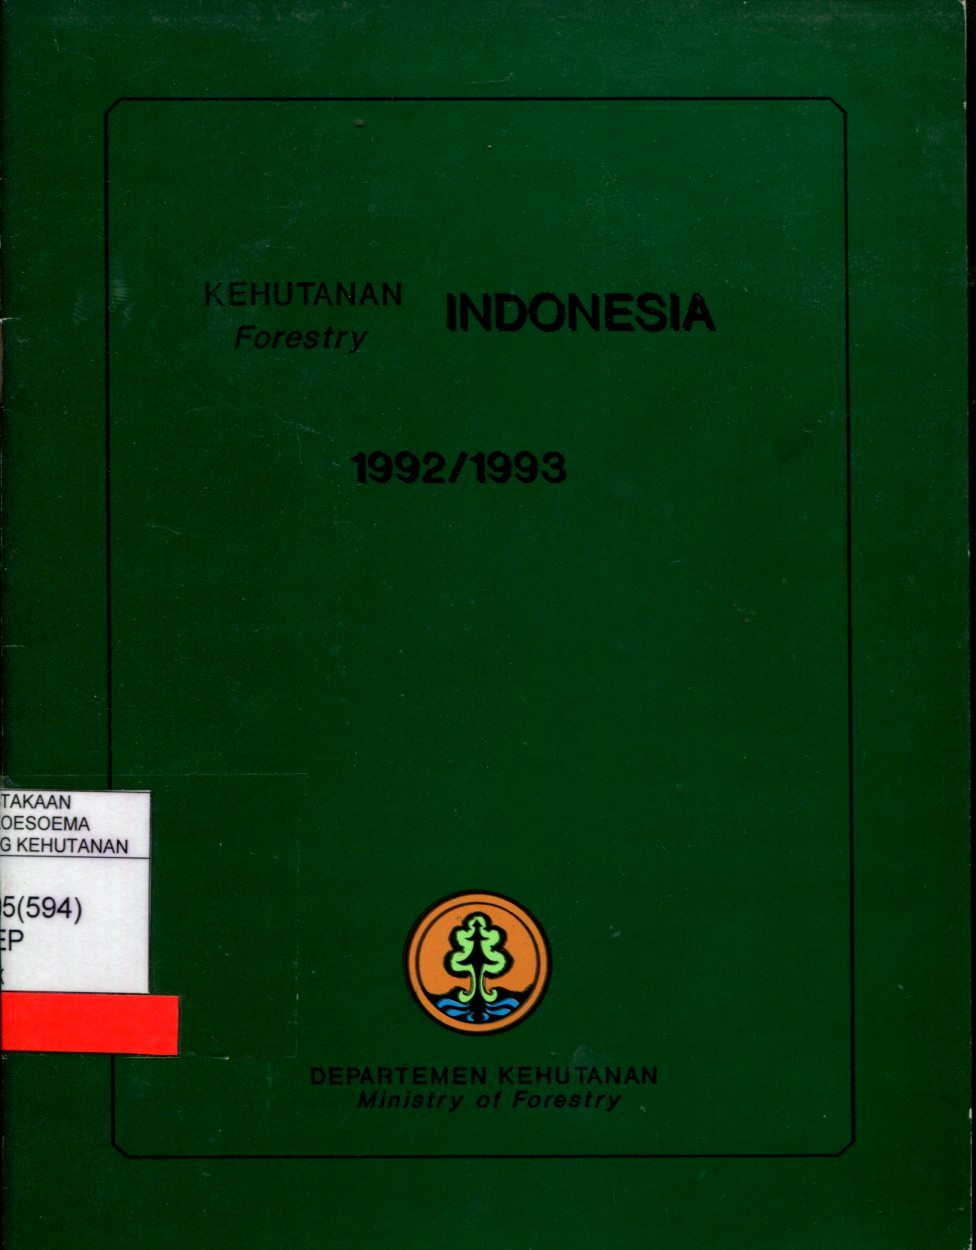 KEHUTANAN INDONESIA
Forestry
1992/1993
TAKAAN
OESOEMA
G KEHUTANAN
5(594)
EP
DEPARTEMEN KEHUTANAN
Ministry of Forestry